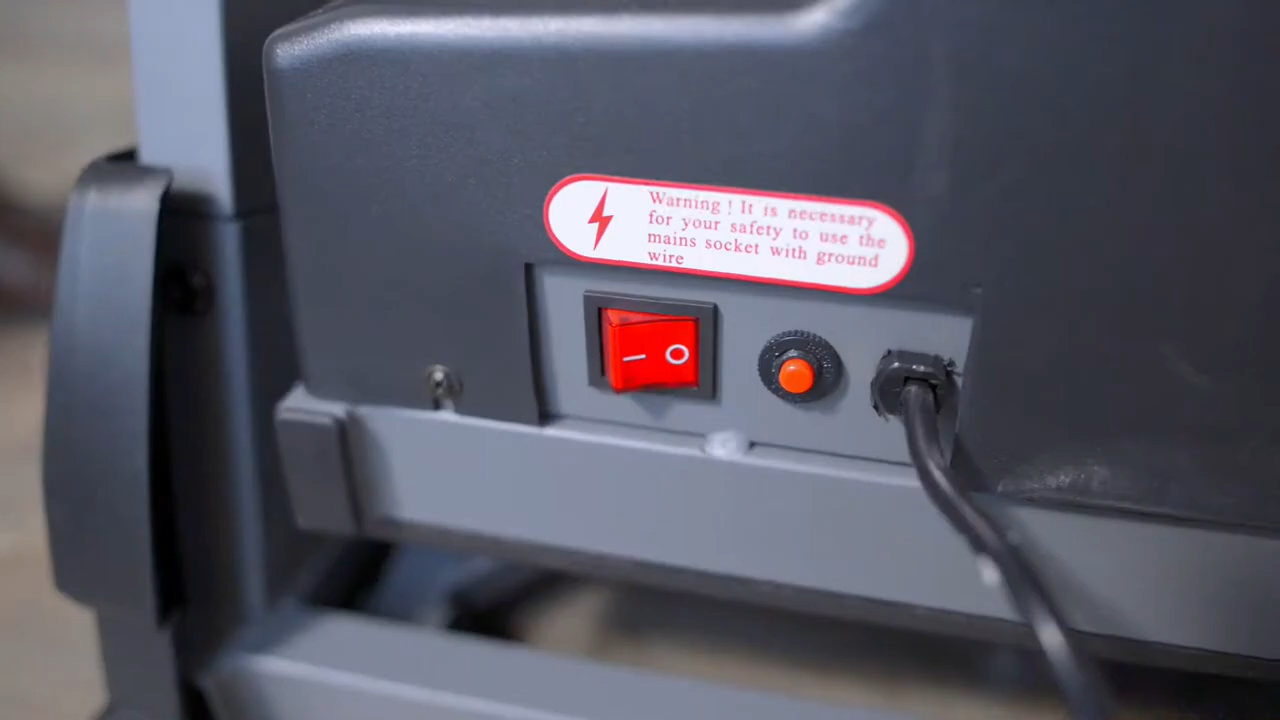 Warning ! It is necessary
for your safety to use the
mains socket with ground
wire